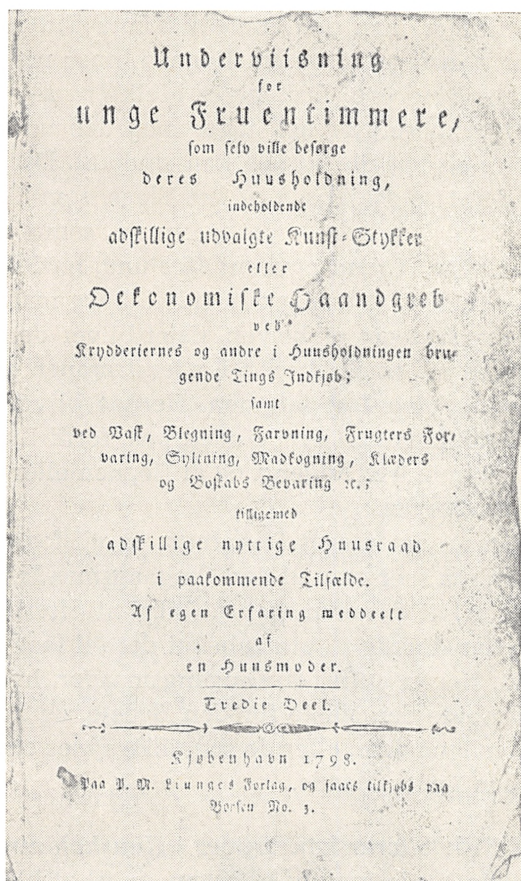 Underviisning
for
unge Fruentimmere,
som selv ville besørge
deres Huusholdning,
indeholdende
adskillige udvalgte Kunst-Stykker
eller
Oekonomiske Haandgreb
ved
Krydderiernes og andre i Huusholdningen bru-
gende Tings Indkjøb;
samt
ved Vask, Blegning, Farvning, Frugters For-
varing, Syltning, Madkogning, Klæders
og Boskabs Bevaring ꝛc.;
tilligemed
adskillige nyttige Huusraad
i paakommende Tilfælde.
Af egen Erfaring meddeelt
af
en Huusmoder.
Tredie Deel.
Kjøbenhavn 1798.
Paa P. M. Liunges Forlag, og faaes tilkjøbs paa
Børsen No. 3.